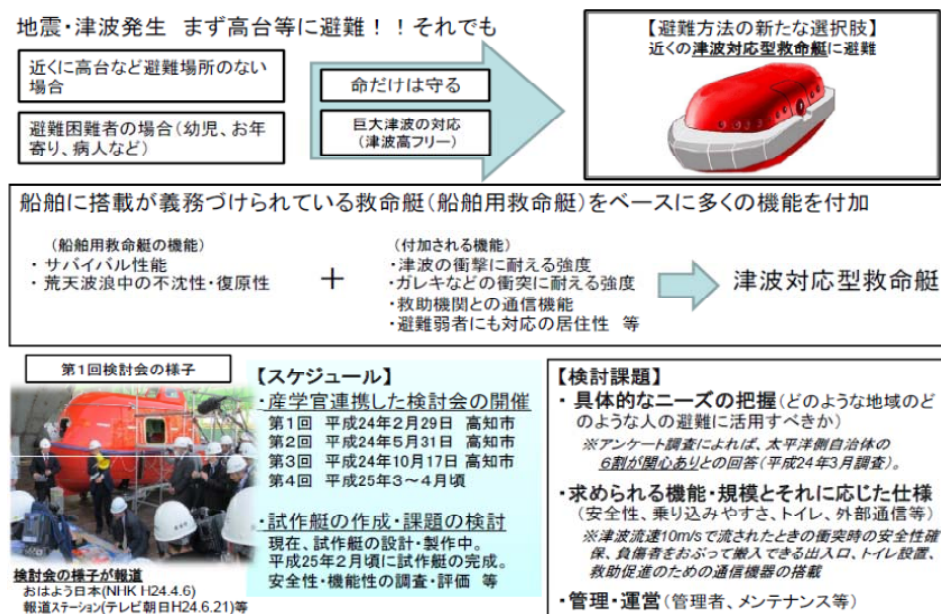 地震・津波発生 まず高台等に避難！！それでも
近くに高台など避難場所のない
場合
避難困難者の場合（幼児、お年
寄り、病人など）
命だけは守る
巨大津波の対応
（津波高フリー）
【避難方法の新たな選択肢】
近くの津波対応型救命艇に避難
船舶に搭載が義務づけられている救命艇（船舶用救命艇）をベースに多くの機能を付加
（船舶用救命艇の機能）
・サバイバル性能
・荒天波浪中の不沈性・復原性
＋
（付加される機能）
・津波の衝撃に耐える強度
・ガレキなどの衝突に耐える強度
・救助機関との通信機能
・避難弱者にも対応の居住性 等
津波対応型救命艇
第1回検討会の様子
検討会の様子が報道
おはよう日本(NHK H24.4.6)
報道ステーション(テレビ朝日H24.6.21)等
【スケジュール】
・産学官連携した検討会の開催
第1回 平成24年2月29日 高知市
第2回 平成24年5月31日 高知市
第3回 平成24年10月17日 高知市
第4回 平成25年3～4月頃
・試作艇の作成・課題の検討
現在、試作艇の設計・製作中。
平成25年2月頃に試作艇の完成。
安全性・機能性の調査・評価 等
【検討課題】
・具体的なニーズの把握（どのような地域のど
のような人の避難に活用すべきか）
※アンケート調査によれば、太平洋側自治体の
6割が関心ありとの回答（平成24年3月調査）。
・求められる機能・規模とそれに応じた仕様
（安全性、乗り込みやすさ、トイレ、外部通信等）
※津波流速10m/sで流されたときの衝突時の安全性確
保、負傷者をおぶって搬入できる出入口、トイレ設置、
救助促進のための通信機器の搭載
・管理・運営（管理者、メンテナンス等）